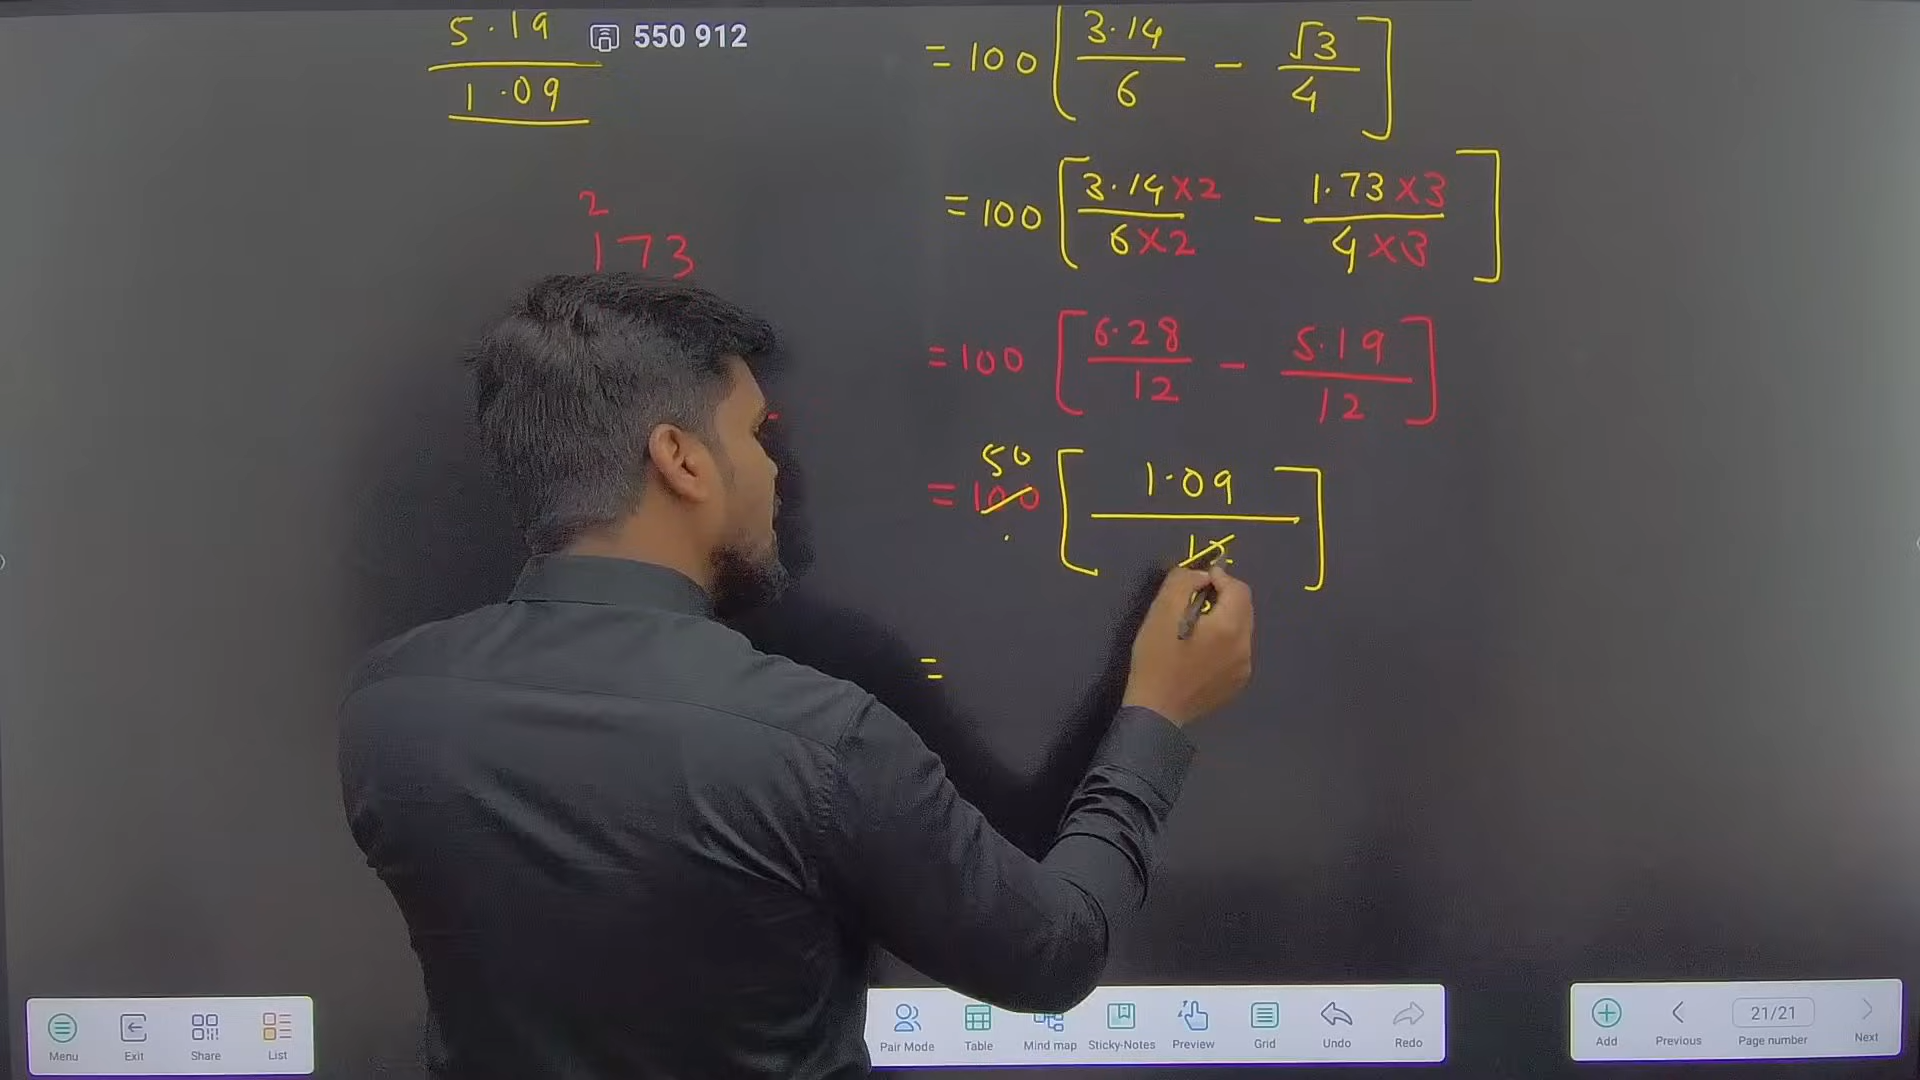 5.19
1.09
550 912
2
173
= 100 [ 3.14 / 6 - √3 / 4 ]
= 100 [ 3.14 × 2 / 6 × 2 - 1.73 × 3 / 4 × 3 ]
= 100 [ 6.28 / 12 - 5.19 / 12 ]
50
= 100 [ 1.09 / 12 ]
=
Menu Exit Share List Pair Mode Table Mind map Sticky-Notes Preview Grid Undo Redo Add Previous 21/21 Page number Next